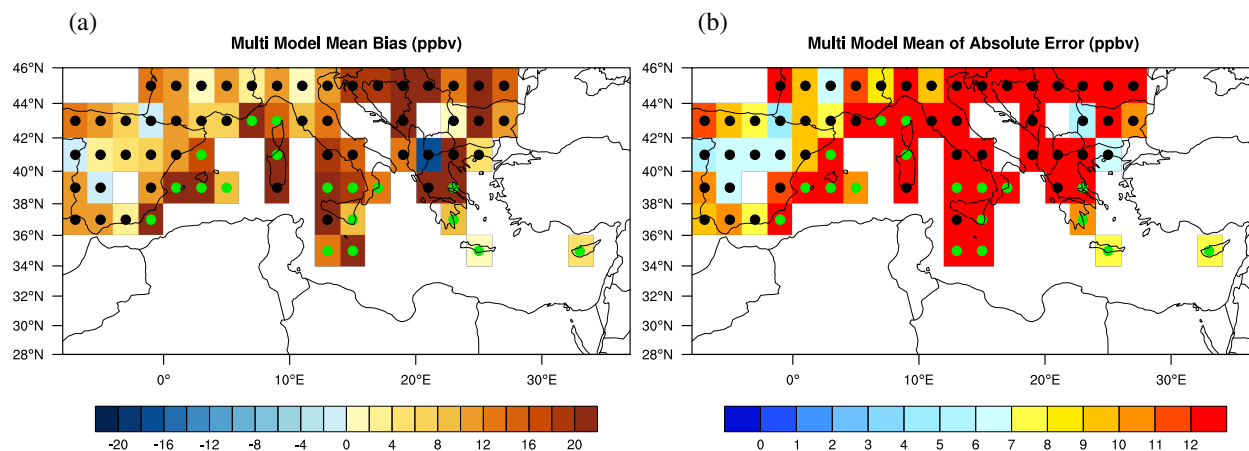 (a)
Multi Model Mean Bias (ppbv)
46°N
44°N
42°N
40°N
38°N
36°N
34°N
32°N
30°N
28°N
0°
10°E
20°E
30°E
-20 -16 -12 -8 -4 0 4 8 12 16 20
(b)
Multi Model Mean of Absolute Error (ppbv)
46°N
44°N
42°N
40°N
38°N
36°N
34°N
32°N
30°N
28°N
0°
10°E
20°E
30°E
0 1 2 3 4 5 6 7 8 9 10 11 12